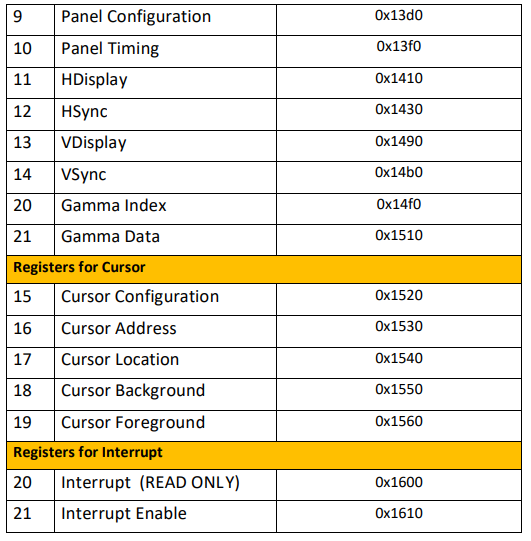 9 Panel Configuration 0x13d0
10 Panel Timing 0x13f0
11 HDisplay 0x1410
12 HSync 0x1430
13 VDisplay 0x1490
14 VSync 0x14b0
20 Gamma Index 0x14f0
21 Gamma Data 0x1510
Registers for Cursor
15 Cursor Configuration 0x1520
16 Cursor Address 0x1530
17 Cursor Location 0x1540
18 Cursor Background 0x1550
19 Cursor Foreground 0x1560
Registers for Interrupt
20 Interrupt (READ ONLY) 0x1600
21 Interrupt Enable 0x1610